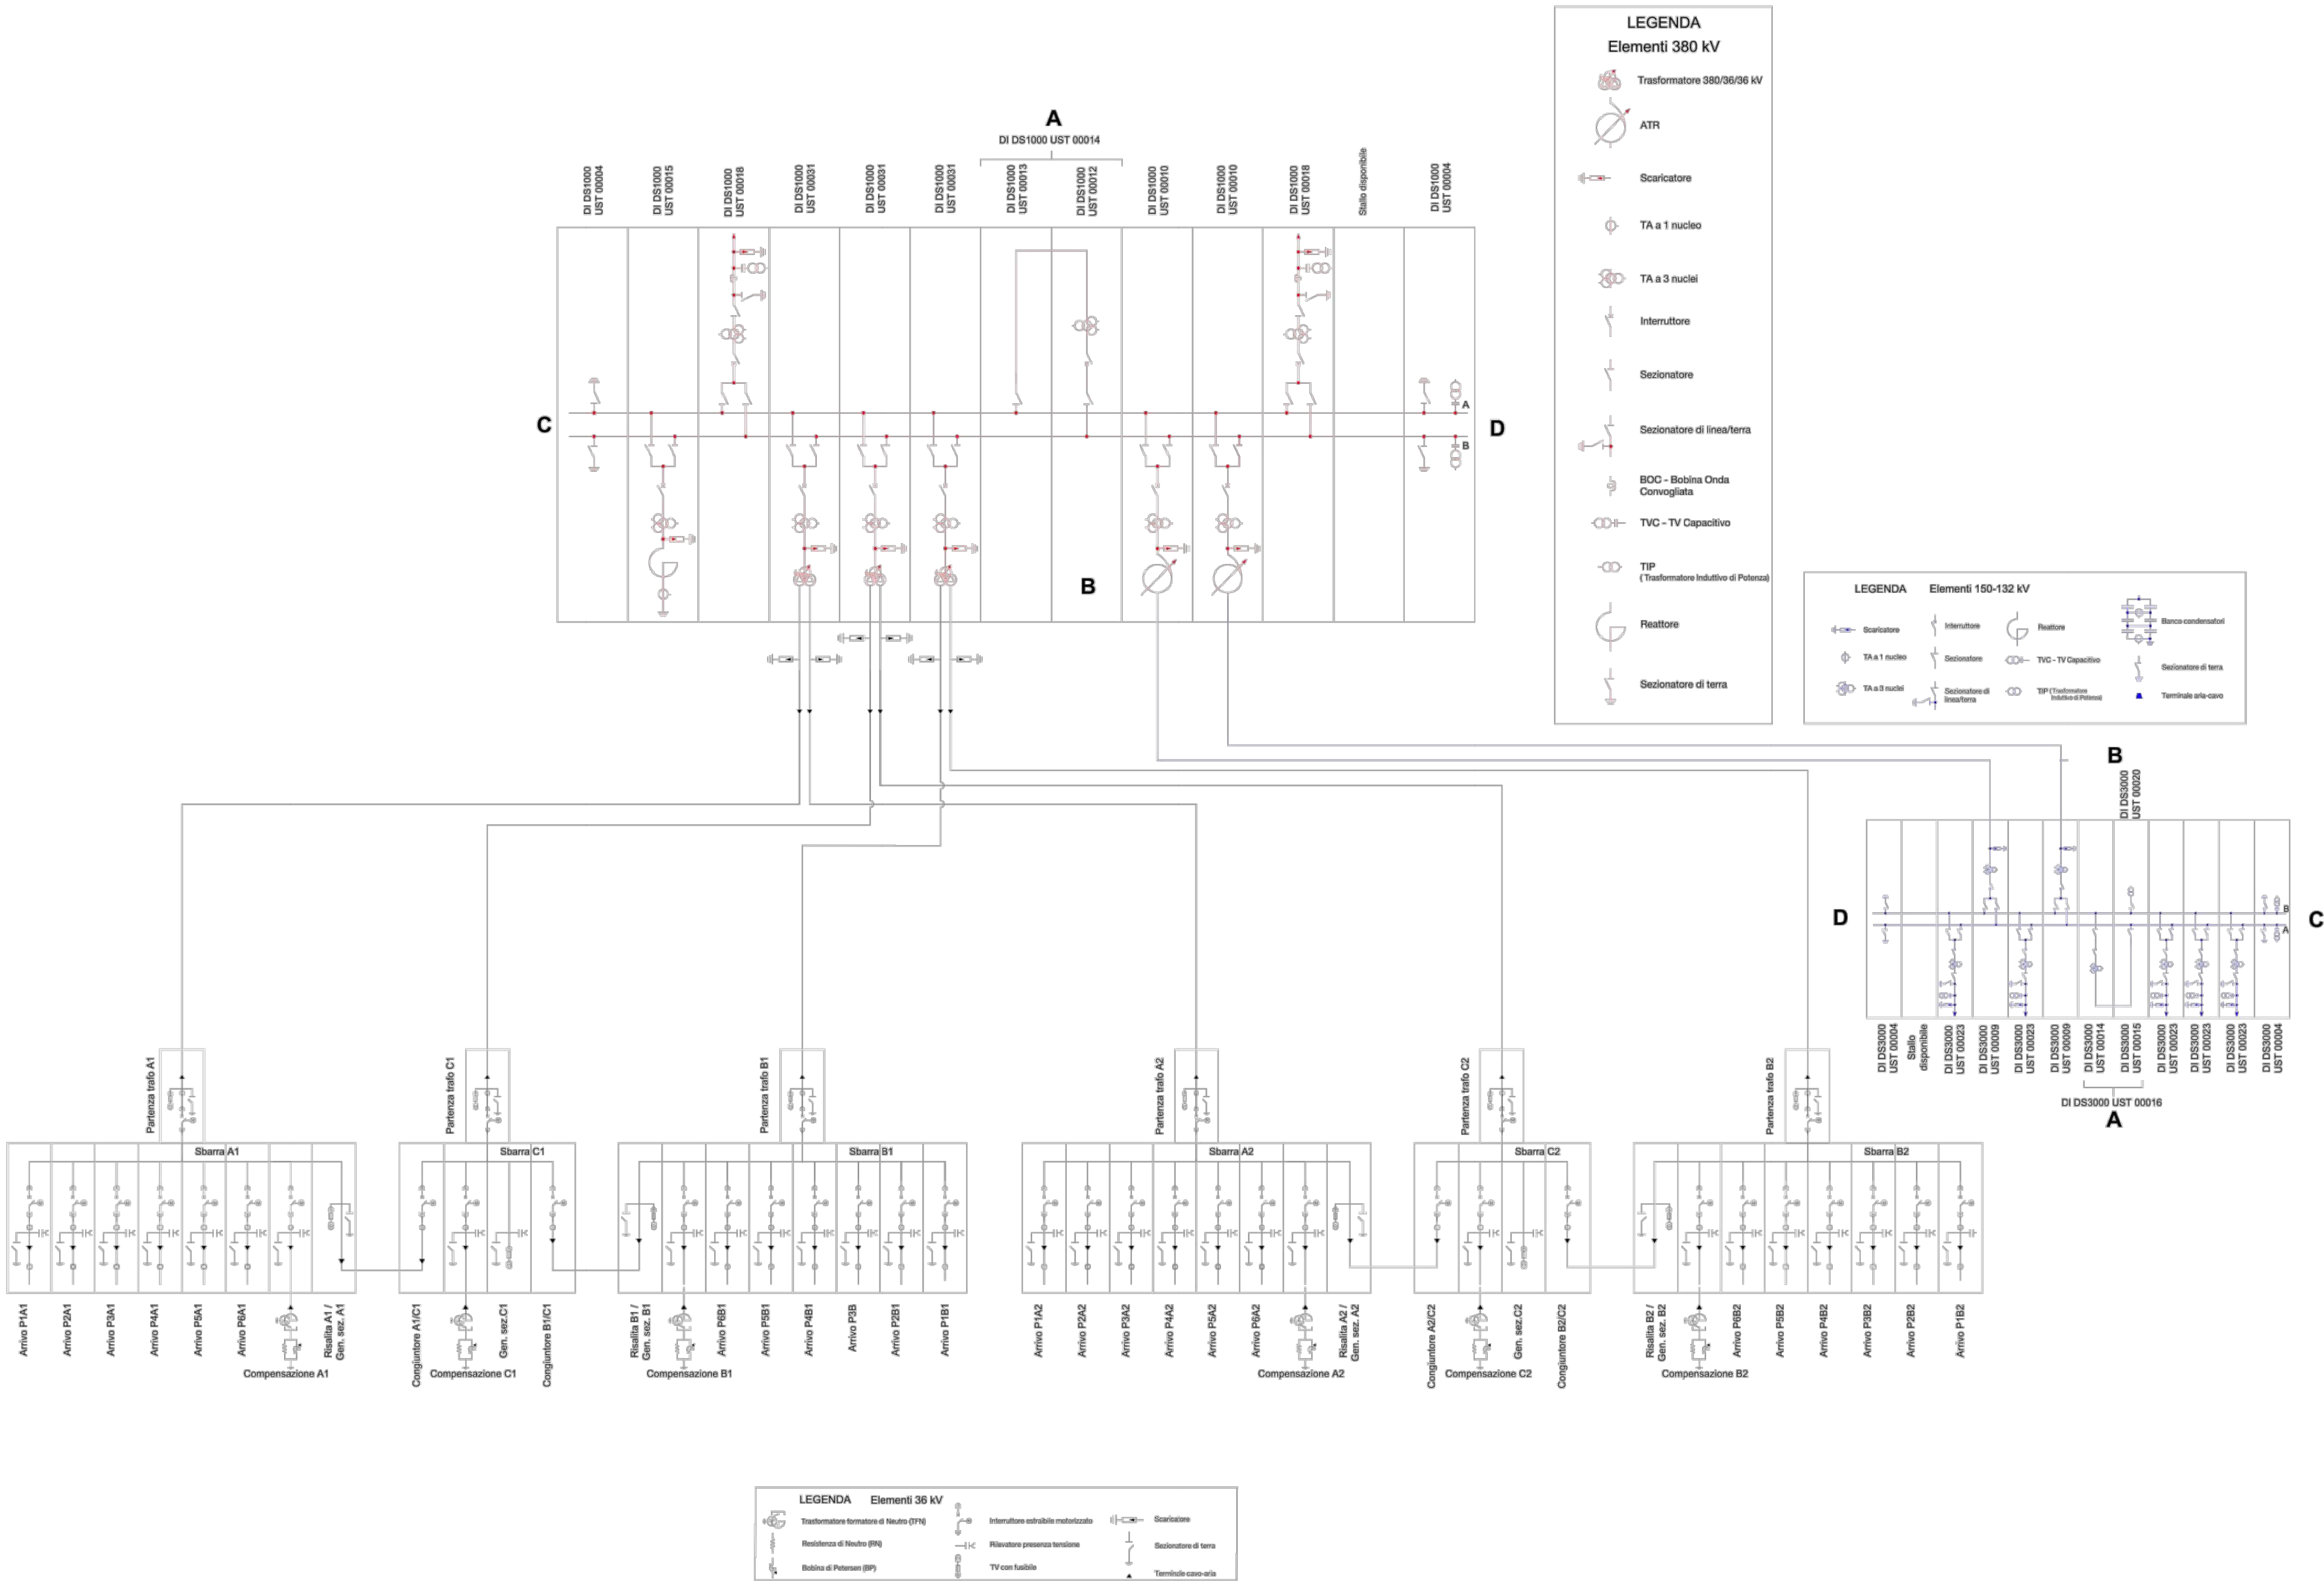 LEGENDA
Elementi 380 kV
Trasformatore 380/36/36 kV
ATR
Scaricatore
TA a 1 nucleo
TA a 3 nuclei
Interruttore
Sezionatore
Sezionatore di linea/terra
BOC - Bobina Onda
Convogliata
TVC - TV Capacitivo
TIP
( Trasformatore Induttivo di Potenza)
Reattore
Sezionatore di terra
A
DI DS1000 UST 00014
DI DS1000
UST 00004
DI DS1000
UST 00015
DI DS1000
UST 00018
DI DS1000
UST 00031
DI DS1000
UST 00031
DI DS1000
UST 00031
DI DS1000
UST 00013
DI DS1000
UST 00012
DI DS1000
UST 00010
DI DS1000
UST 00010
DI DS1000
UST 00018
Stallo disponibile
DI DS1000
UST 00004
C
A
B
D
B
LEGENDA Elementi 150-132 kV
Scaricatore
Interruttore
Reattore
Banco condensatori
TA a 1 nucleo
Sezionatore
TVC - TV Capacitivo
Sezionatore di terra
TA a 3 nuclei
Sezionatore di
linea/terra
TIP ( Trasformatore
Induttivo di Potenza)
Terminale aria-cavo
B
DI DS3000
UST 00020
D
B
A
C
DI DS3000
UST 00004
Stallo
disponibile
DI DS3000
UST 00023
DI DS3000
UST 00009
DI DS3000
UST 00023
DI DS3000
UST 00009
DI DS3000
UST 00014
DI DS3000
UST 00015
DI DS3000
UST 00023
DI DS3000
UST 00023
DI DS3000
UST 00023
DI DS3000
UST 00004
DI DS3000 UST 00016
A
Partenza trafo A1
Partenza trafo C1
Partenza trafo B1
Partenza trafo A2
Partenza trafo C2
Partenza trafo B2
Sbarra A1
Sbarra C1
Sbarra B1
Sbarra A2
Sbarra C2
Sbarra B2
Arrivo P1A1
Arrivo P2A1
Arrivo P3A1
Arrivo P4A1
Arrivo P5A1
Arrivo P6A1
Compensazione A1
Risalita A1 /
Gen. sez. A1
Congiuntore A1/C1
Compensazione C1
Gen. sez.C1
Congiuntore B1/C1
Risalita B1 /
Gen. sez. B1
Compensazione B1
Arrivo P6B1
Arrivo P5B1
Arrivo P4B1
Arrivo P3B
Arrivo P2B1
Arrivo P1B1
Arrivo P1A2
Arrivo P2A2
Arrivo P3A2
Arrivo P4A2
Arrivo P5A2
Arrivo P6A2
Compensazione A2
Risalita A2 /
Gen. sez. A2
Congiuntore A2/C2
Compensazione C2
Gen. sez.C2
Congiuntore B2/C2
Risalita B2 /
Gen. sez. B2
Compensazione B2
Arrivo P6B2
Arrivo P5B2
Arrivo P4B2
Arrivo P3B2
Arrivo P2B2
Arrivo P1B2
LEGENDA Elementi 36 kV
Trasformatore formatore di Neutro (TFN)
Interruttore estraibile motorizzato
Scaricatore
Resistenza di Neutro (RN)
Rilevatore presenza tensione
Sezionatore di terra
Bobina di Petersen (BP)
TV con fusibile
Terminale cavo-aria